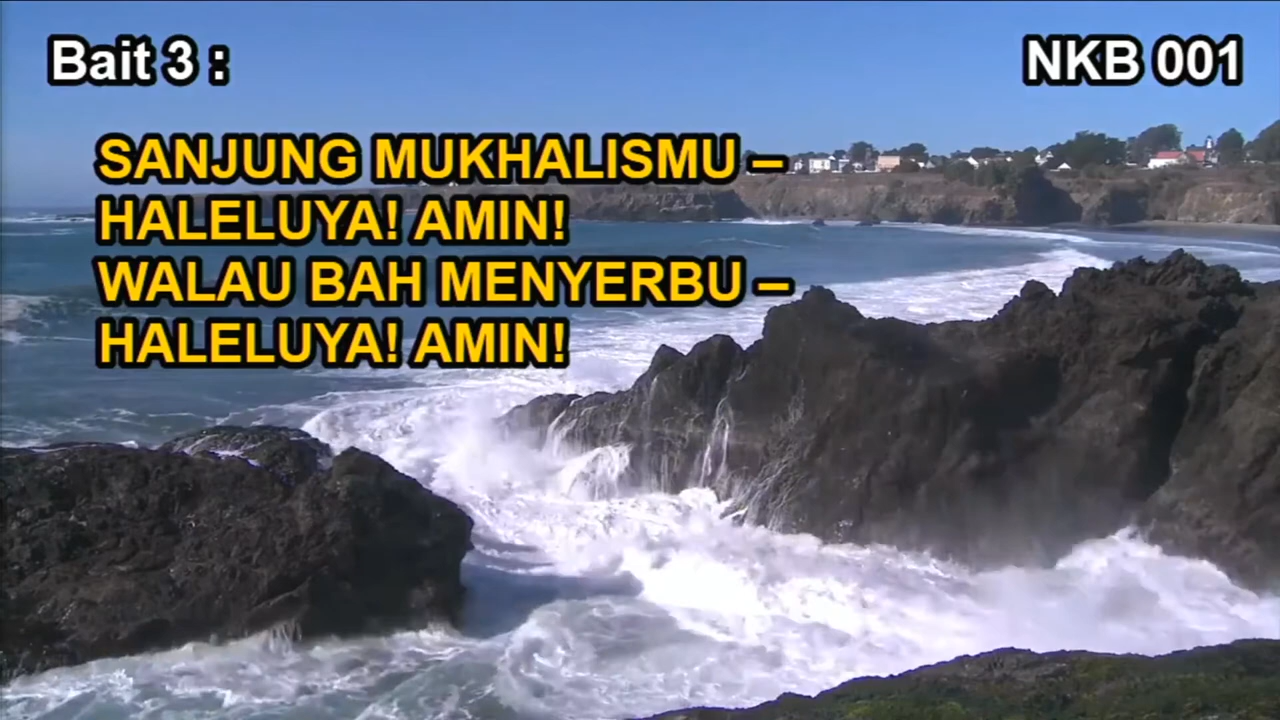 Bait 3 :
NKB 001
SANJUNG MUKHALISMU –
HALELUYA! AMIN!
WALAU BAH MENYERBU –
HALELUYA! AMIN!